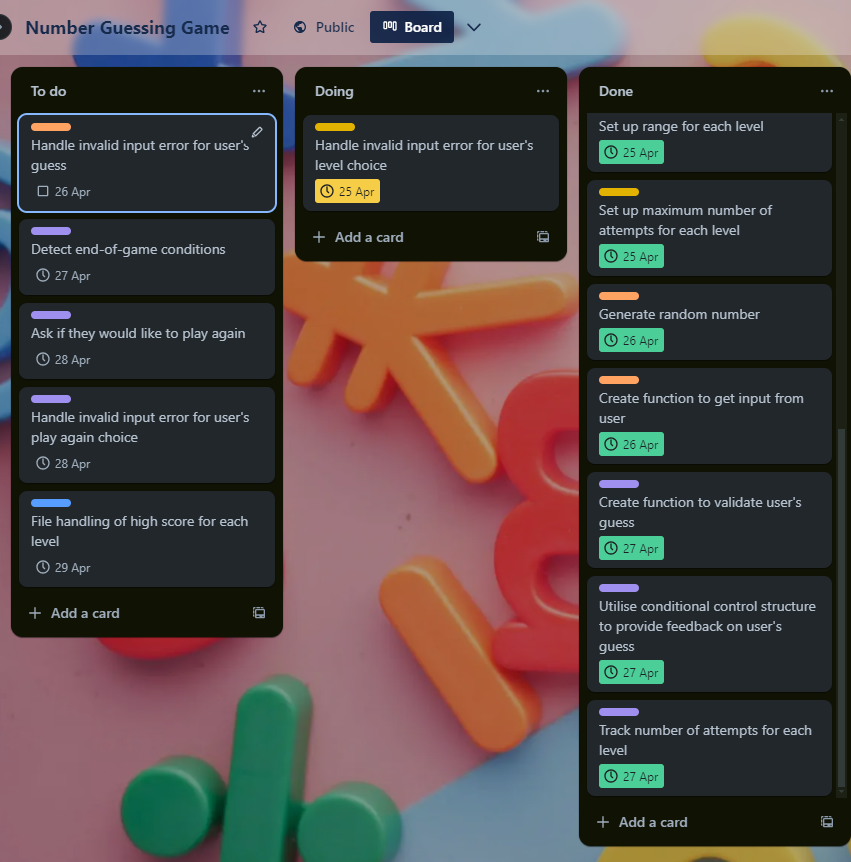 Number Guessing Game
Public
Board
To do
Handle invalid input error for user's
guess
26 Apr
Detect end-of-game conditions
27 Apr
Ask if they would like to play again
28 Apr
Handle invalid input error for user's
play again choice
28 Apr
File handling of high score for each
level
29 Apr
Add a card
Doing
Handle invalid input error for user's
level choice
25 Apr
Add a card
Done
Set up range for each level
25 Apr
Set up maximum number of
attempts for each level
25 Apr
Generate random number
26 Apr
Create function to get input from
user
26 Apr
Create function to validate user's
guess
27 Apr
Utilise conditional control structure
to provide feedback on user's
guess
27 Apr
Track number of attempts for each
level
27 Apr
Add a card